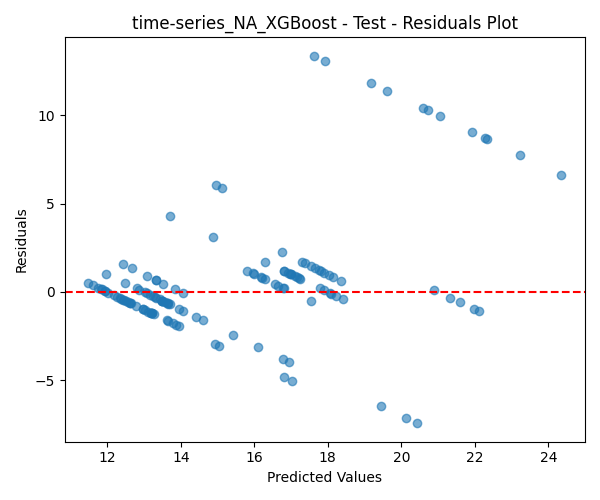 time-series_NA_XGBoost - Test - Residuals Plot
Residuals
10
5
0
−5
12 14 16 18 20 22 24
Predicted Values